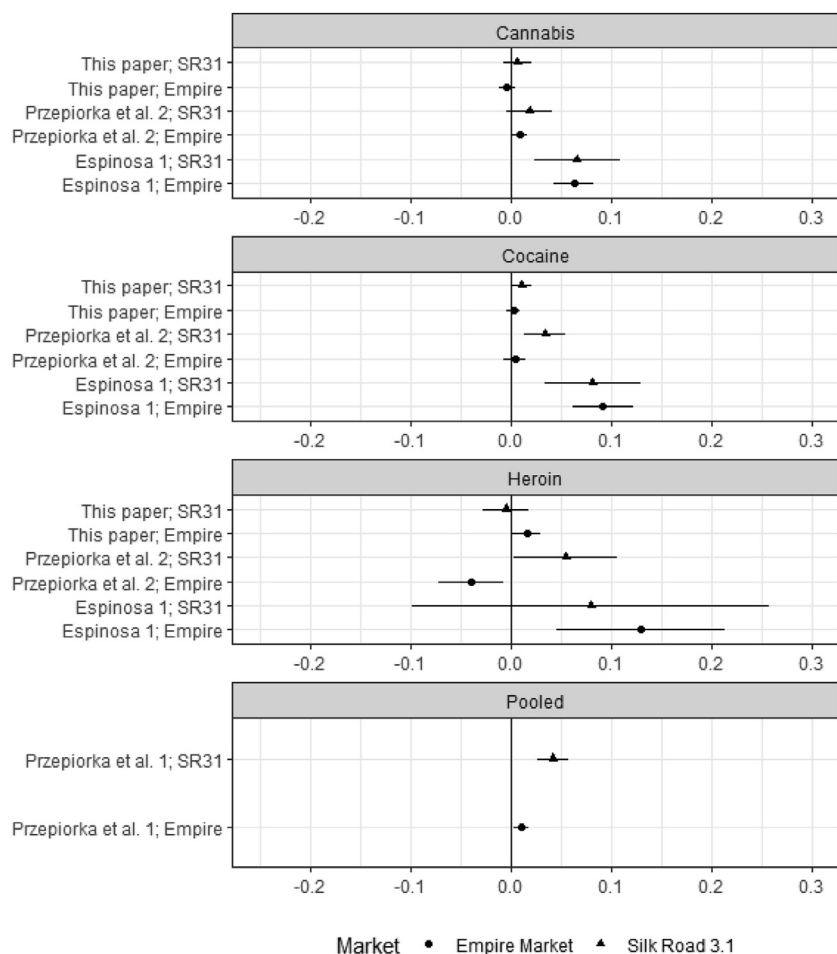 Cannabis
This paper; SR31
This paper; Empire
Przepiorka et al. 2; SR31
Przepiorka et al. 2; Empire
Espinosa 1; SR31
Espinosa 1; Empire
-0.2 -0.1 0.0 0.1 0.2 0.3
Cocaine
This paper; SR31
This paper; Empire
Przepiorka et al. 2; SR31
Przepiorka et al. 2; Empire
Espinosa 1; SR31
Espinosa 1; Empire
-0.2 -0.1 0.0 0.1 0.2 0.3
Heroin
This paper; SR31
This paper; Empire
Przepiorka et al. 2; SR31
Przepiorka et al. 2; Empire
Espinosa 1; SR31
Espinosa 1; Empire
-0.2 -0.1 0.0 0.1 0.2 0.3
Pooled
Przepiorka et al. 1; SR31
Przepiorka et al. 1; Empire
-0.2 -0.1 0.0 0.1 0.2 0.3
Market Empire Market Silk Road 3.1